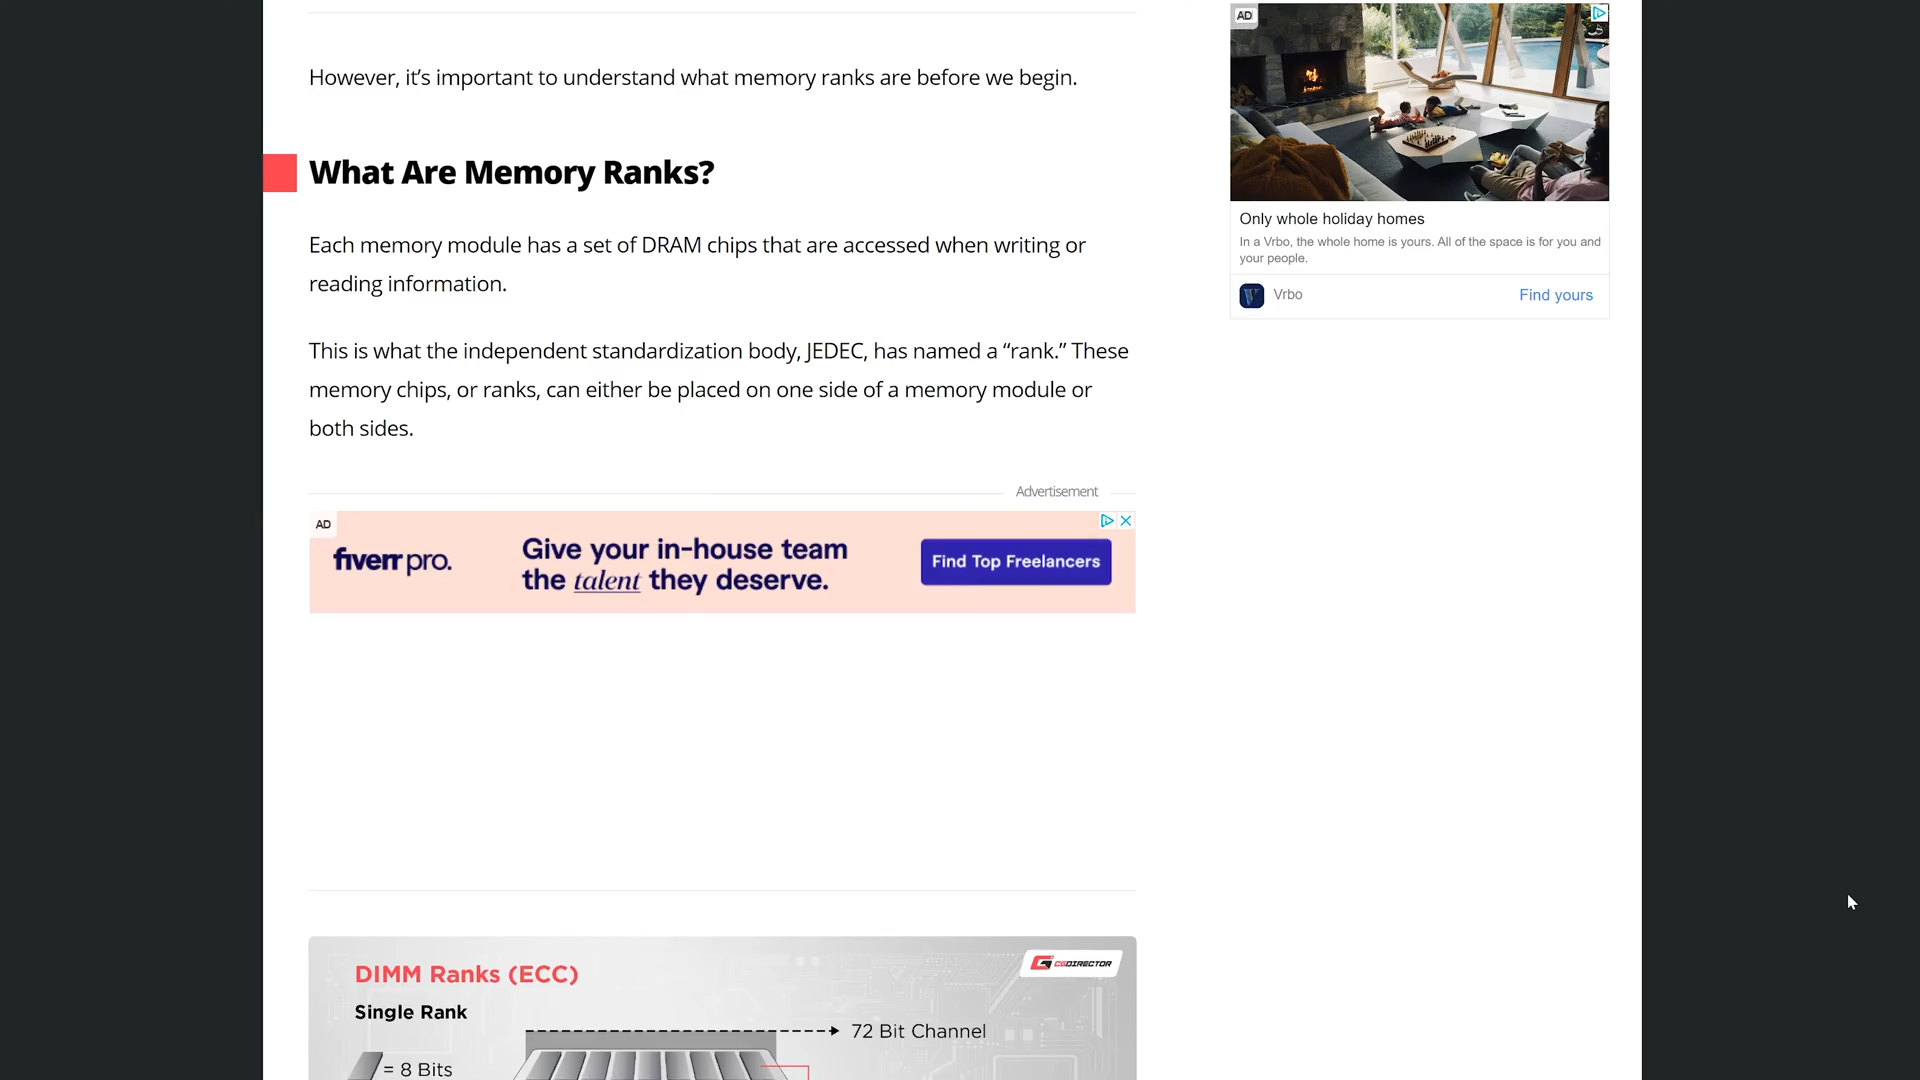 However, it’s important to understand what memory ranks are before we begin.
What Are Memory Ranks?
Each memory module has a set of DRAM chips that are accessed when writing or
reading information.
This is what the independent standardization body, JEDEC, has named a “rank.” These
memory chips, or ranks, can either be placed on one side of a memory module or
both sides.
Advertisement
AD
fiverr pro.
Give your in-house team
the talent they deserve.
Find Top Freelancers
DIMM Ranks (ECC)
CGDIRECTOR
Single Rank
72 Bit Channel
= 8 Bits
AD
Only whole holiday homes
In a Vrbo, the whole home is yours. All of the space is for you and
your people.
Vrbo
Find yours